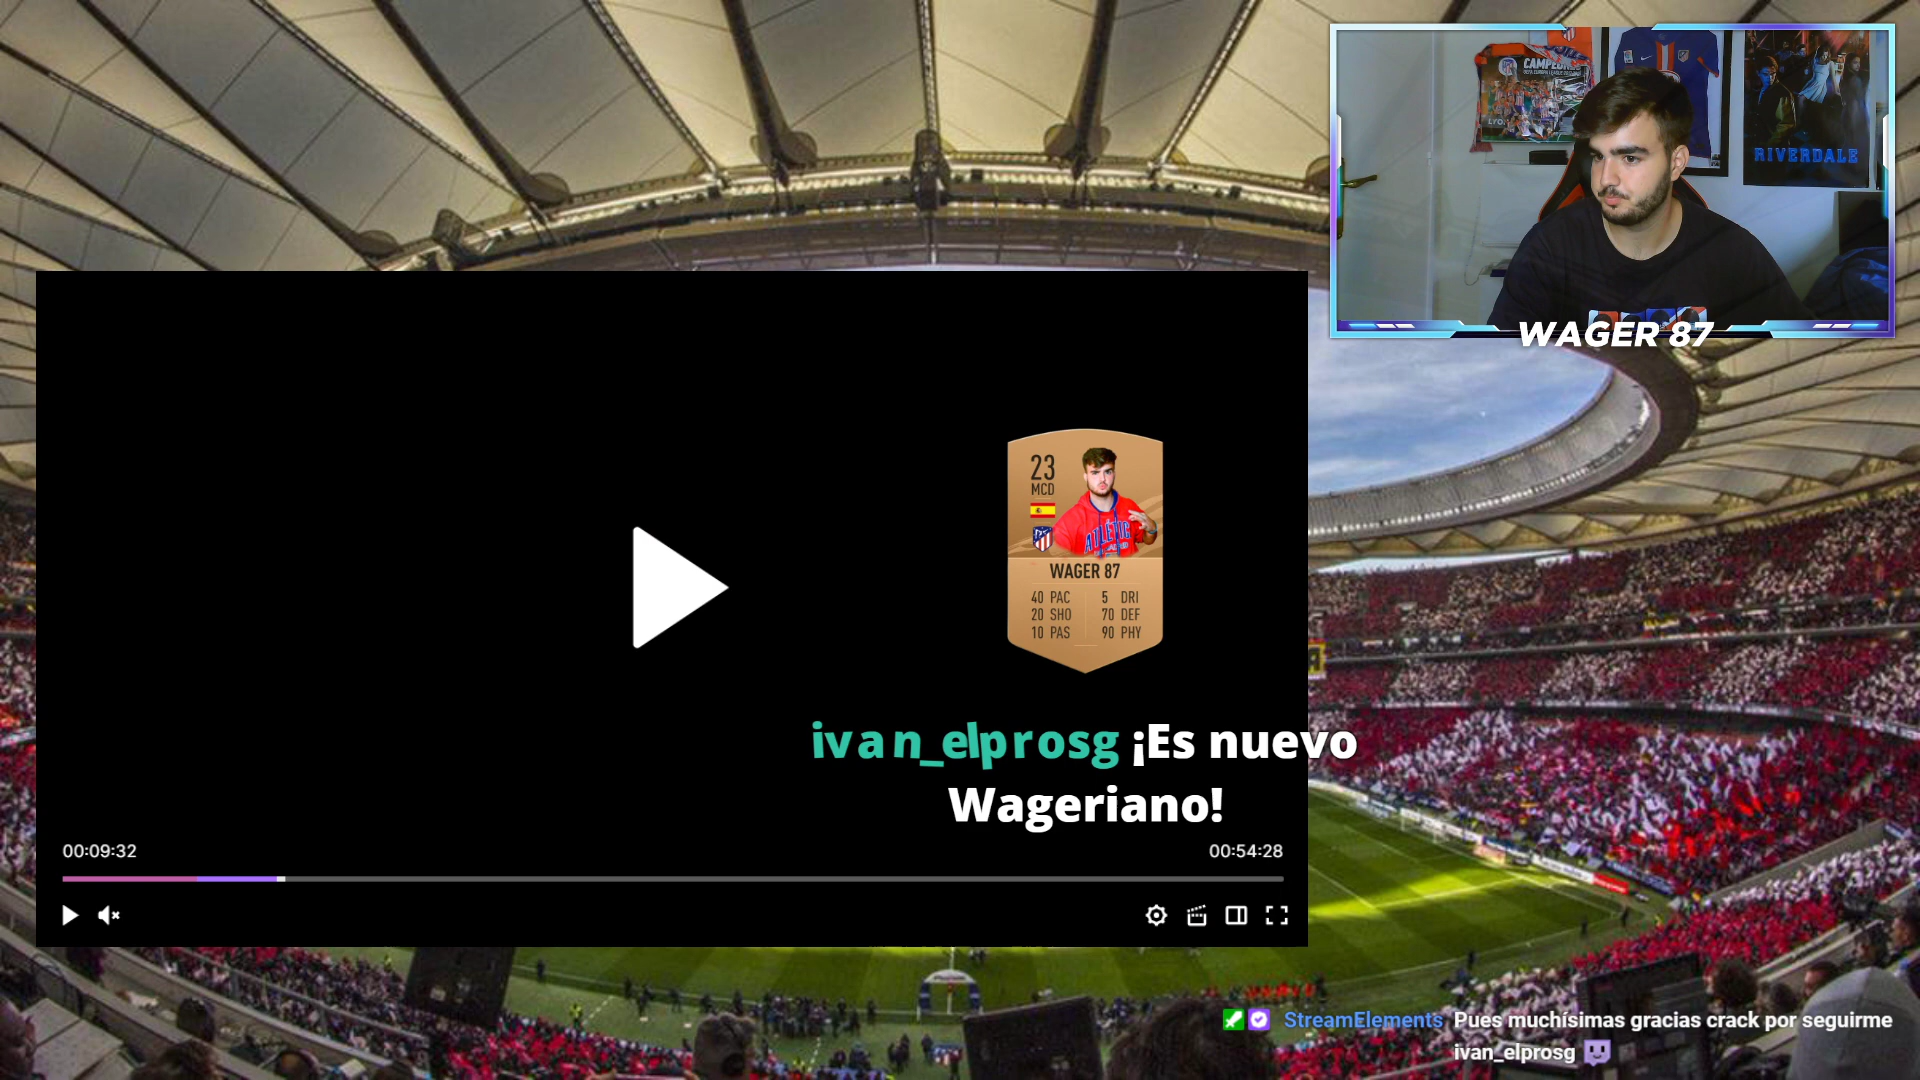 CAMPEONES
RIVERDALE
WAGER 87
23
MCD
ATLÉTIC
WAGER 87
40 PAC 5 DRI
20 SHO 70 DEF
10 PAS 90 PHY
ivan_elprosg ¡Es nuevo
Wageriano!
00:09:32
00:54:28
StreamElements Pues muchísimas gracias crack por seguirme
ivan_elprosg